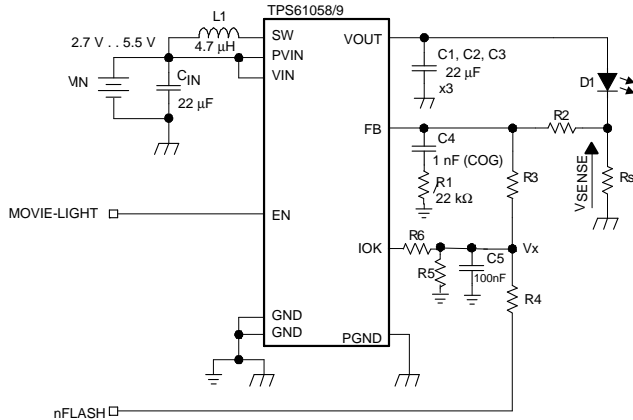 TPS61058/9
L1
2.7 V . . 5.5 V
4.7 µH
SW
PVIN
VIN
VOUT
C1, C2, C3
22 µF
x3
VIN
CIN
22 µF
D1
FB
R2
C4
1 nF (COG)
R1
22 kΩ
R3
VSENSE
Rs
MOVIE-LIGHT
EN
IOK
R6
R5
C5
100nF
Vx
R4
GND
GND
PGND
nFLASH